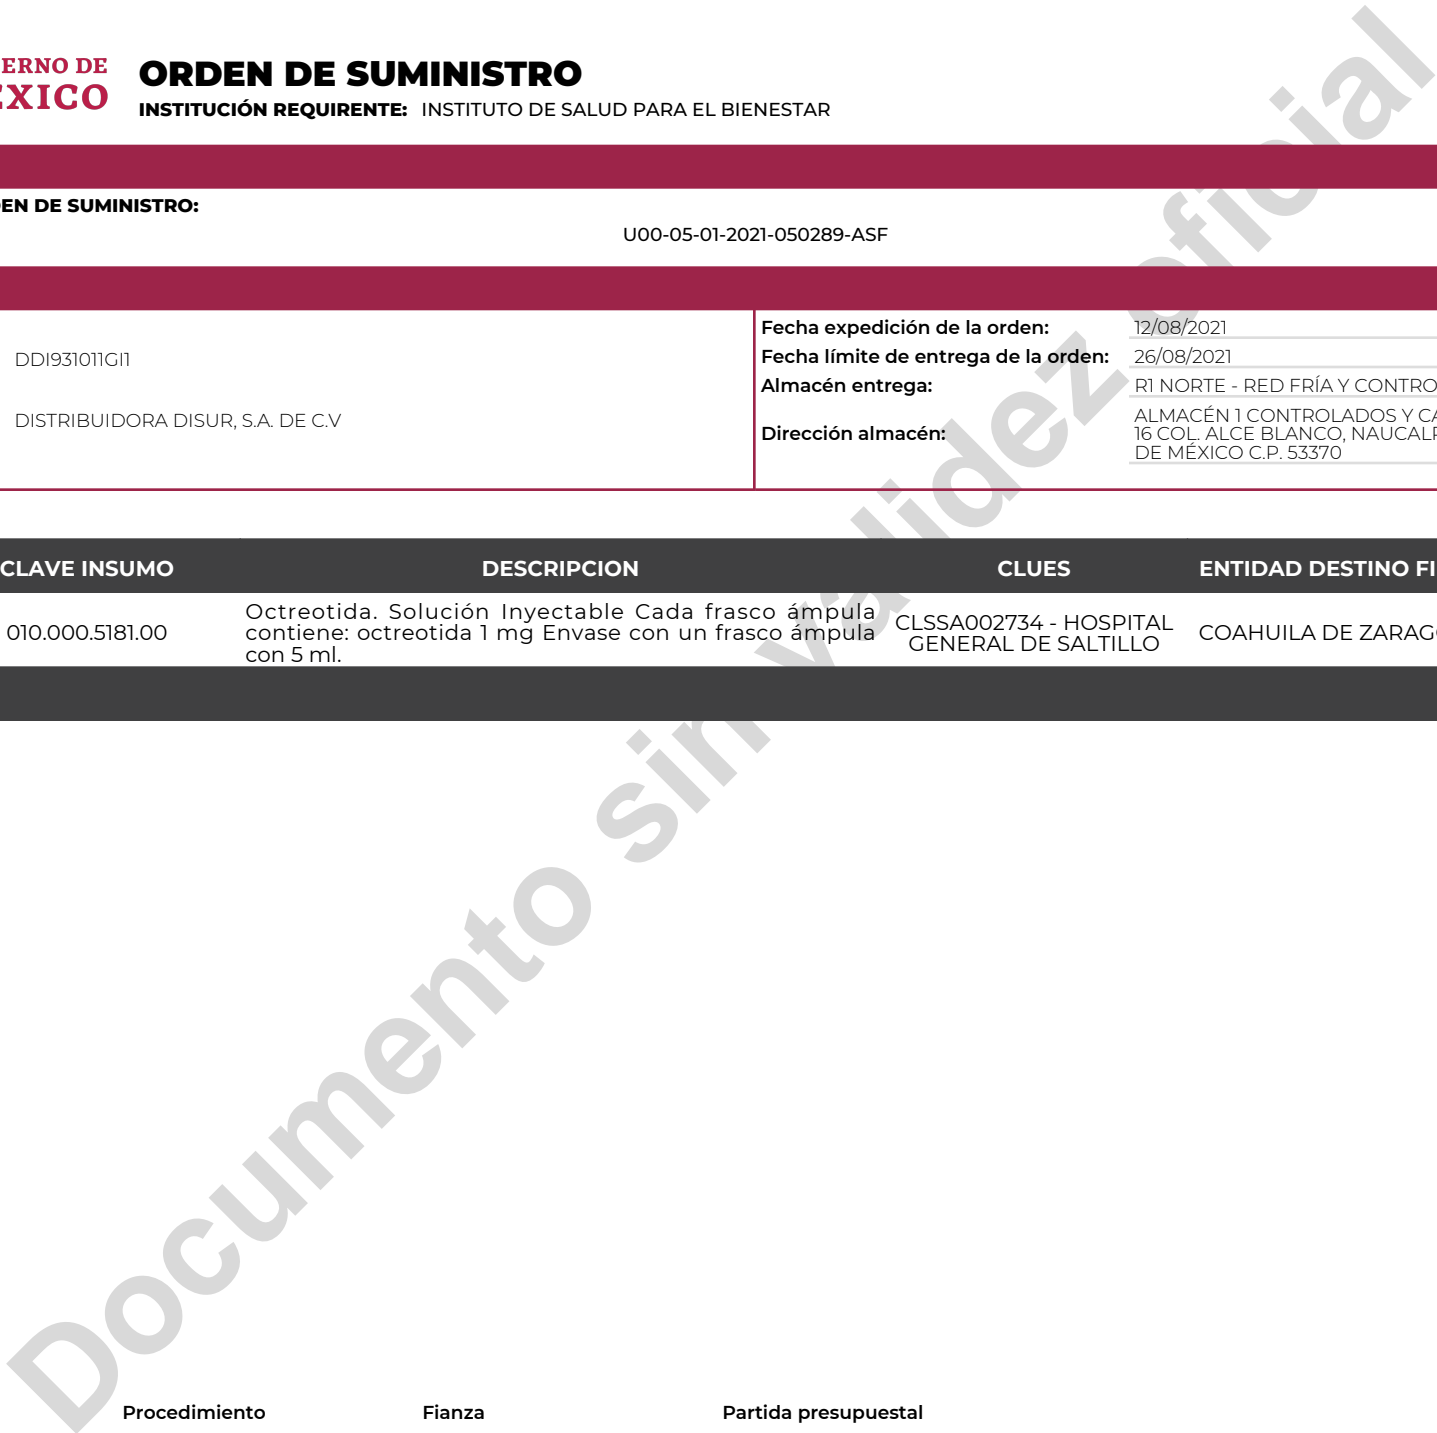 ERNO DE
EXICO
ORDEN DE SUMINISTRO
INSTITUCIÓN REQUIRENTE: INSTITUTO DE SALUD PARA EL BIENESTAR
EN DE SUMINISTRO:
U00-05-01-2021-050289-ASF
DDI931011GI1
DISTRIBUIDORA DISUR, S.A. DE C.V
Fecha expedición de la orden: 12/08/2021
Fecha límite de entrega de la orden: 26/08/2021
Almacén entrega: R1 NORTE - RED FRÍA Y CONTRO
Dirección almacén: ALMACÉN 1 CONTROLADOS Y CA
16 COL. ALCE BLANCO, NAUCALP
DE MÉXICO C.P. 53370
CLAVE INSUMO DESCRIPCION CLUES ENTIDAD DESTINO FI
010.000.5181.00
Octreotida. Solución Inyectable Cada frasco ámpula
contiene: octreotida 1 mg Envase con un frasco ámpula
con 5 ml.
CLSSA002734 - HOSPITAL
GENERAL DE SALTILLO
COAHUILA DE ZARAG
Documento sin validez oficial
Procedimiento Fianza Partida presupuestal